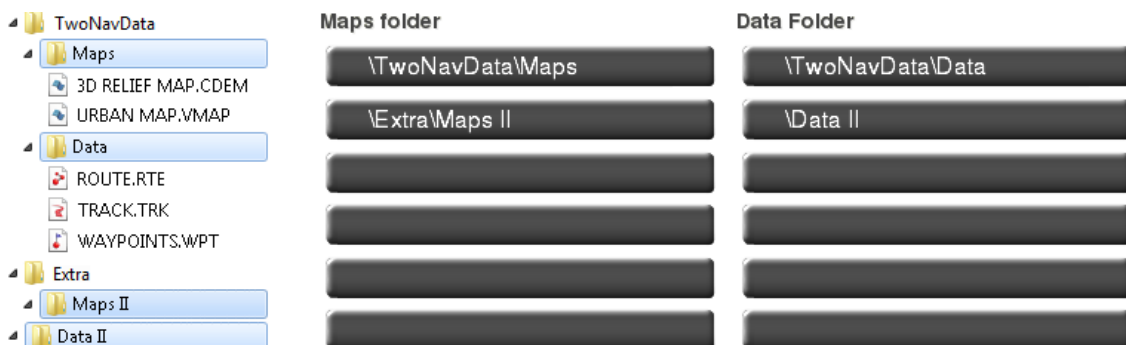 TwoNavData
Maps
3D RELIEF MAP.CDEM
URBAN MAP.VMAP
Data
ROUTE.RTE
TRACK.TRK
WAYPOINTS.WPT
Extra
Maps II
Data II
Maps folder
\TwoNavData\Maps
\Extra\Maps II
Data Folder
\TwoNavData\Data
\Data II